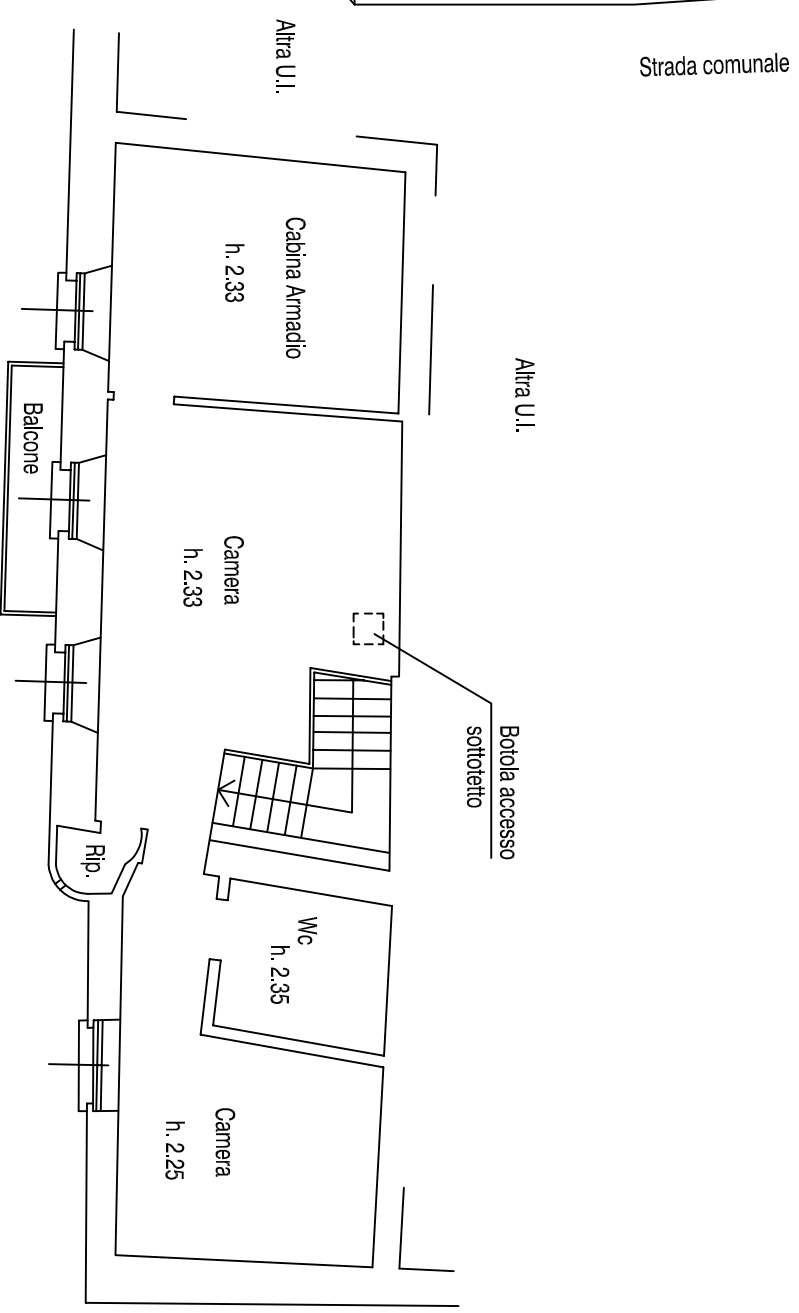 Altra U.I.
Strada comunale
Cabina Armadio
h. 2.33
Altra U.I.
Balcone
Camera
h. 2.33
Botola accesso
sottotetto
Rip.
Wc
h. 2.35
Camera
h. 2.25